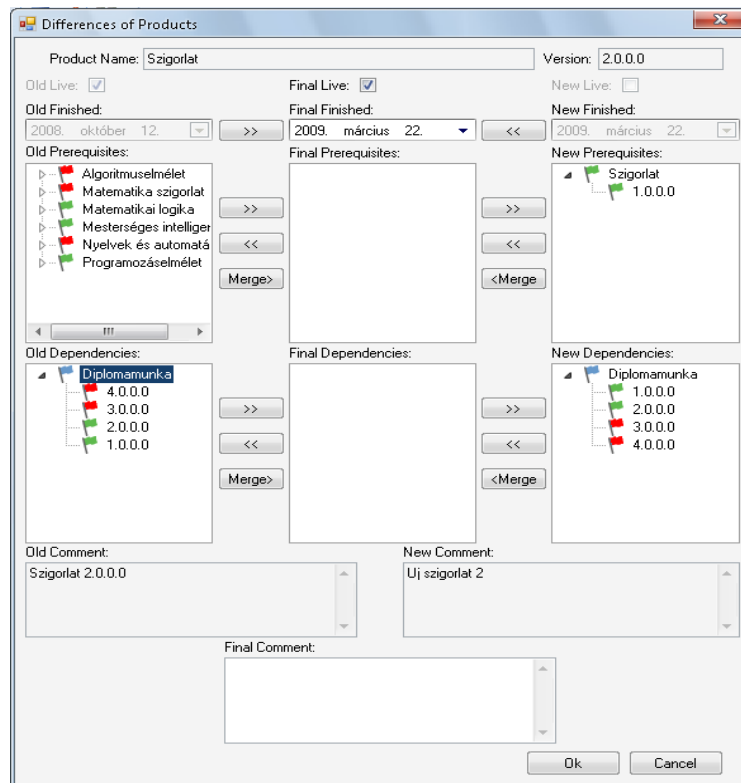 Differences of Products
Product Name: Szigorlat Version: 2.0.0.0
Old Live: Final Live: New Live:
Old Finished: Final Finished: New Finished:
2008. október 12. >> 2009. március 22. << 2009. március 22.
Old Prerequisites: Final Prerequisites: New Prerequisites:
Algoritmuselmélet
Matematika szigorlat
Matematikai logika
Mesterséges intelliger
Nyelvek és automatá
Programozáselmélet
>>
<<
Merge>
>>
<<
<Merge
Szigorlat
1.0.0.0
Old Dependencies: Final Dependencies: New Dependencies:
Diplomamunka
4.0.0.0
3.0.0.0
2.0.0.0
1.0.0.0
>>
<<
Merge>
>>
<<
<Merge
Diplomamunka
1.0.0.0
2.0.0.0
3.0.0.0
4.0.0.0
Old Comment: New Comment:
Szigorlat 2.0.0.0 Uj szigorlat 2
Final Comment:
Ok Cancel